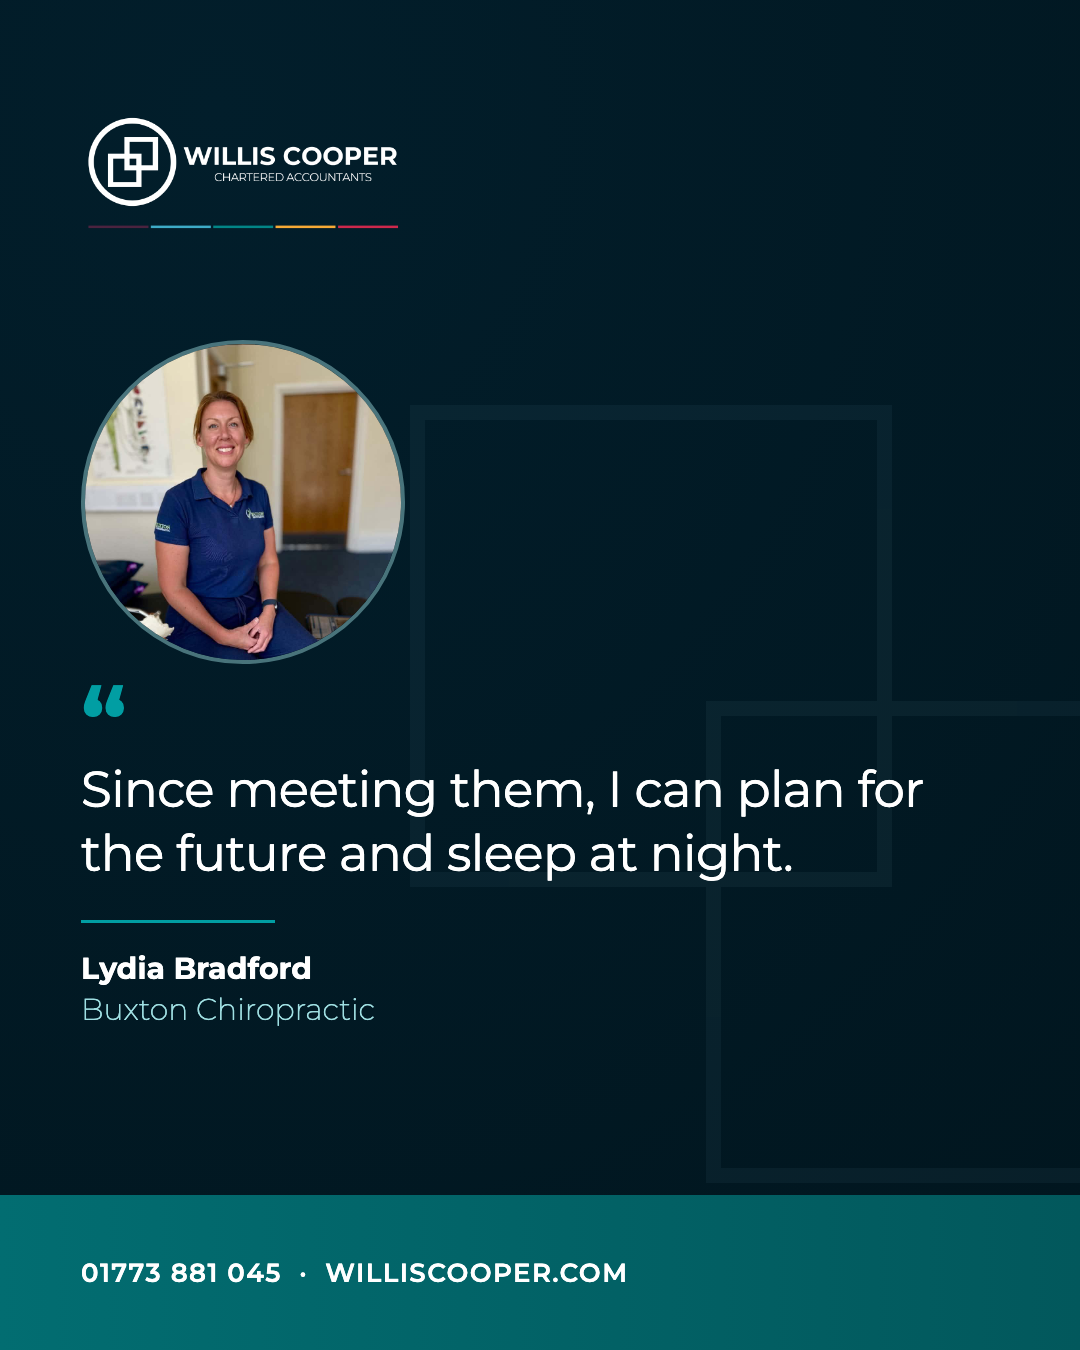 WILLIS COOPER
CHARTERED ACCOUNTANTS
“
Since meeting them, I can plan for
the future and sleep at night.
Lydia Bradford
Buxton Chiropractic
01773 881 045 · WILLISCOOPER.COM